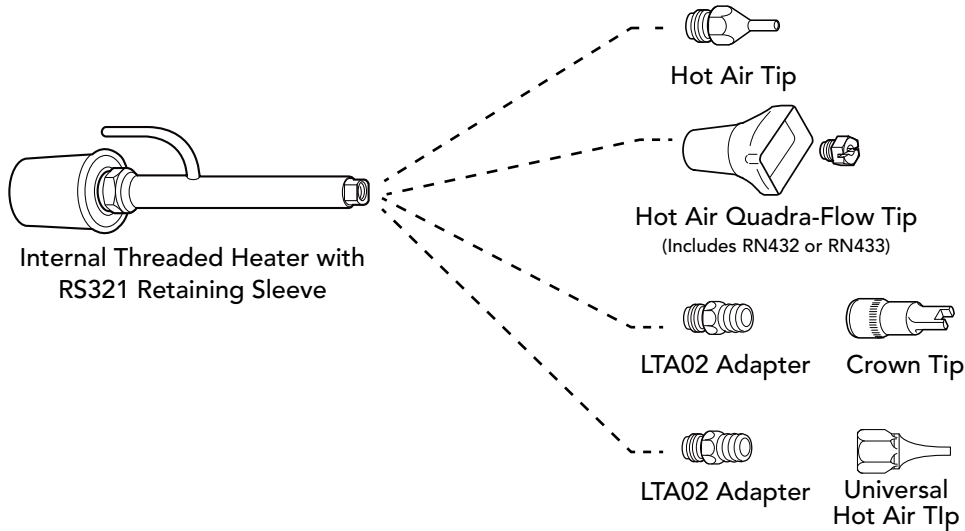 Hot Air Tip
Hot Air Quadra-Flow Tip
(Includes RN432 or RN433)
Internal Threaded Heater with
RS321 Retaining Sleeve
LTA02 Adapter
Crown Tip
LTA02 Adapter
Universal
Hot Air TIp